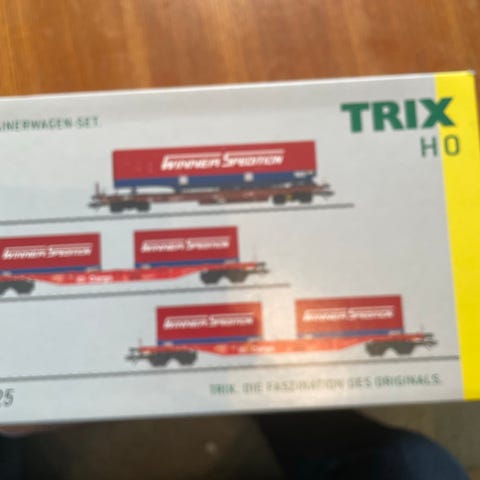 TRIX
H0
AINERWAGEN-SET.
WINNER SPEDITION
WINNER SPEDITION
WINNER SPEDITION
WINNER SPEDITION
WINNER SPEDITION
25
TRIX. DIE FASZINATION DES ORIGINALS.